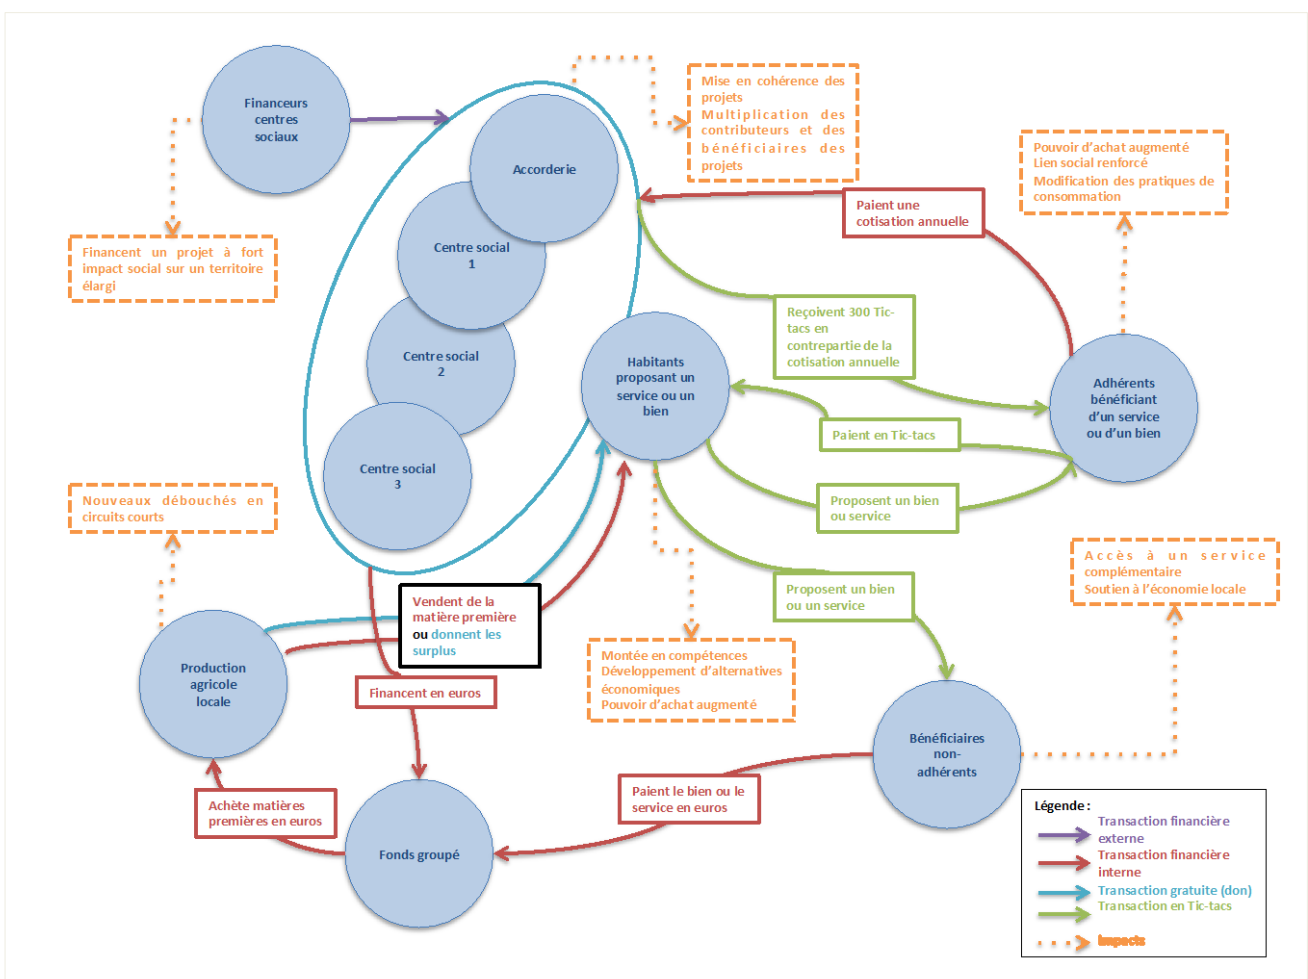 Financeurs
centres
sociaux
Accorderie
Centre social
1
Centre social
2
Centre social
3
Mise en cohérence des
projets
Multiplication des
contributeurs et des
bénéficiaires des
projets
Pouvoir d'achat augmenté
Lien social renforcé
Modification des pratiques de
consommation
Paient une
cotisation annuelle
Financent un projet à fort
impact social sur un territoire
élargi
Reçoivent 300 Tic-
tacs en
contrepartie de la
cotisation annuelle
Habitants
proposant un
service ou un
bien
Adhérents
bénéficiant
d'un service
ou d'un bien
Paient en Tic-tacs
Proposent un bien
ou service
Nouveaux débouchés en
circuits courts
Accès à un service
complémentaire
Soutien à l'économie locale
Vendent de la
matière première
ou donnent les
surplus
Proposent un bien
ou un service
Montée en compétences
Développement d'alternatives
économiques
Pouvoir d'achat augmenté
Production
agricole
locale
Financent en euros
Bénéficiaires
non-
adhérents
Achète matières
premières en euros
Paient le bien ou le
service en euros
Fonds groupé
Légende :
Transaction financière
externe
Transaction financière
interne
Transaction gratuite (don)
Transaction en Tic-tacs
Impacts